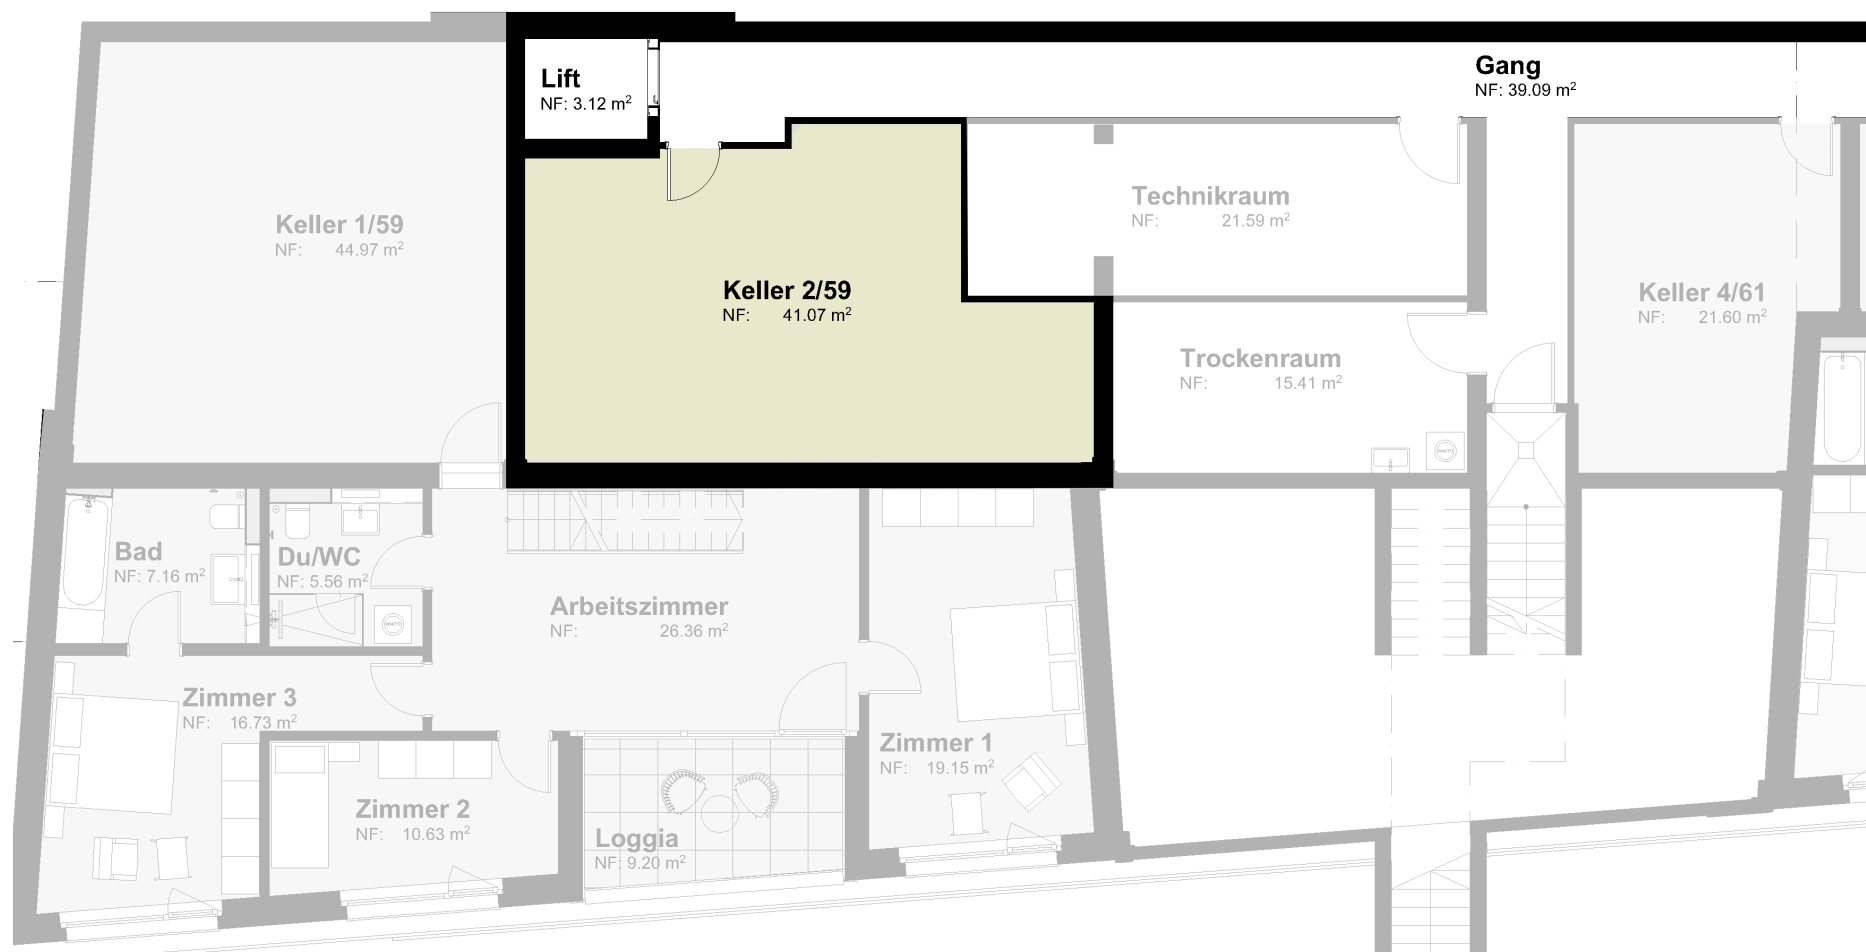 Lift
NF: 3.12 m²
Gang
NF: 39.09 m²
Keller 1/59
NF: 44.97 m²
Technikraum
NF: 21.59 m²
Keller 2/59
NF: 41.07 m²
Keller 4/61
NF: 21.60 m²
Trockenraum
NF: 15.41 m²
Bad
NF: 7.16 m²
Du/WC
NF: 5.56 m²
Arbeitszimmer
NF: 26.36 m²
Zimmer 3
NF: 16.73 m²
Zimmer 1
NF: 19.15 m²
Zimmer 2
NF: 10.63 m²
Loggia
NF: 9.20 m²